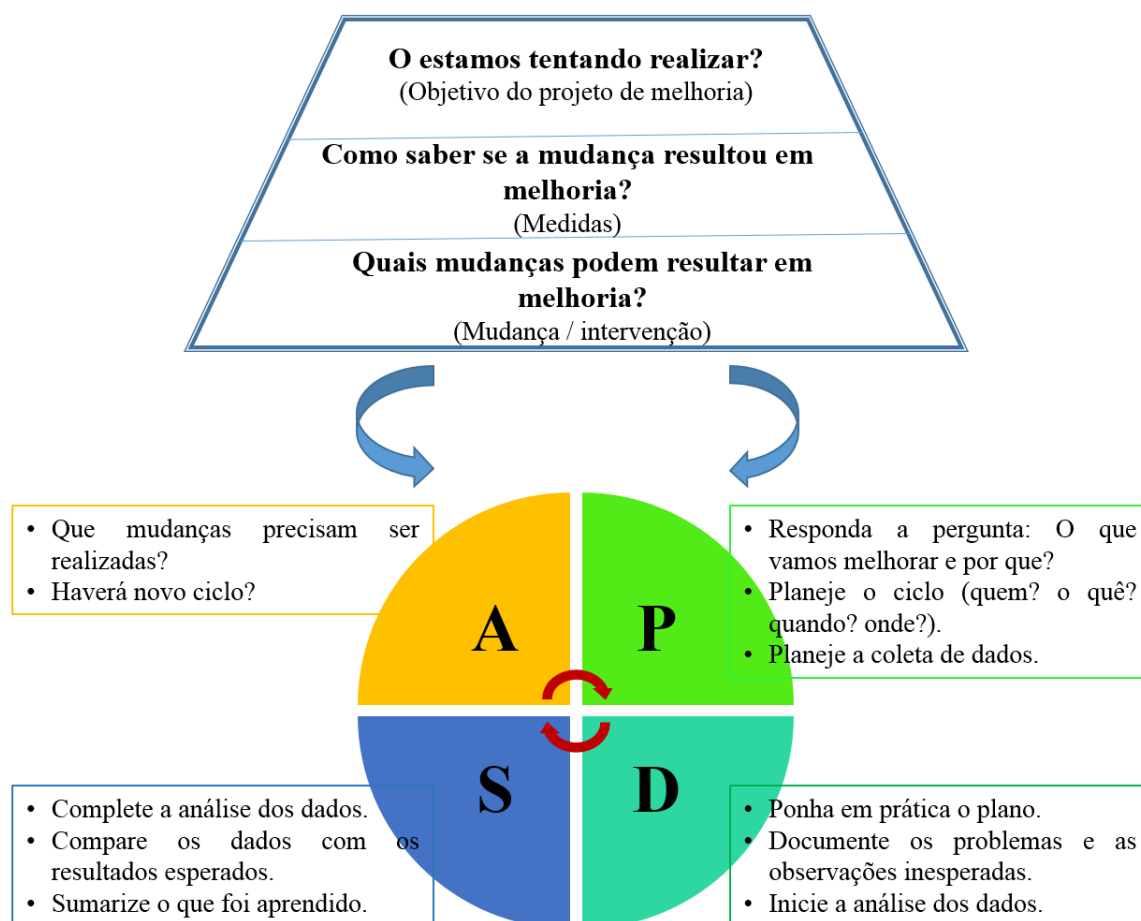 O estamos tentando realizar?
(Objetivo do projeto de melhoria)
Como saber se a mudança resultou em
melhoria?
(Medidas)
Quais mudanças podem resultar em
melhoria?
(Mudança / intervenção)
• Que mudanças precisam ser
realizadas?
• Haverá novo ciclo?
A
P
• Responda a pergunta: O que
vamos melhorar e por que?
• Planeje o ciclo (quem? o quê?
quando? onde?).
• Planeje a coleta de dados.
• Complete a análise dos dados.
• Compare os dados com os
resultados esperados.
• Sumarize o que foi aprendido.
S
D
• Ponha em prática o plano.
• Documente os problemas e as
observações inesperadas.
• Inicie a análise dos dados.